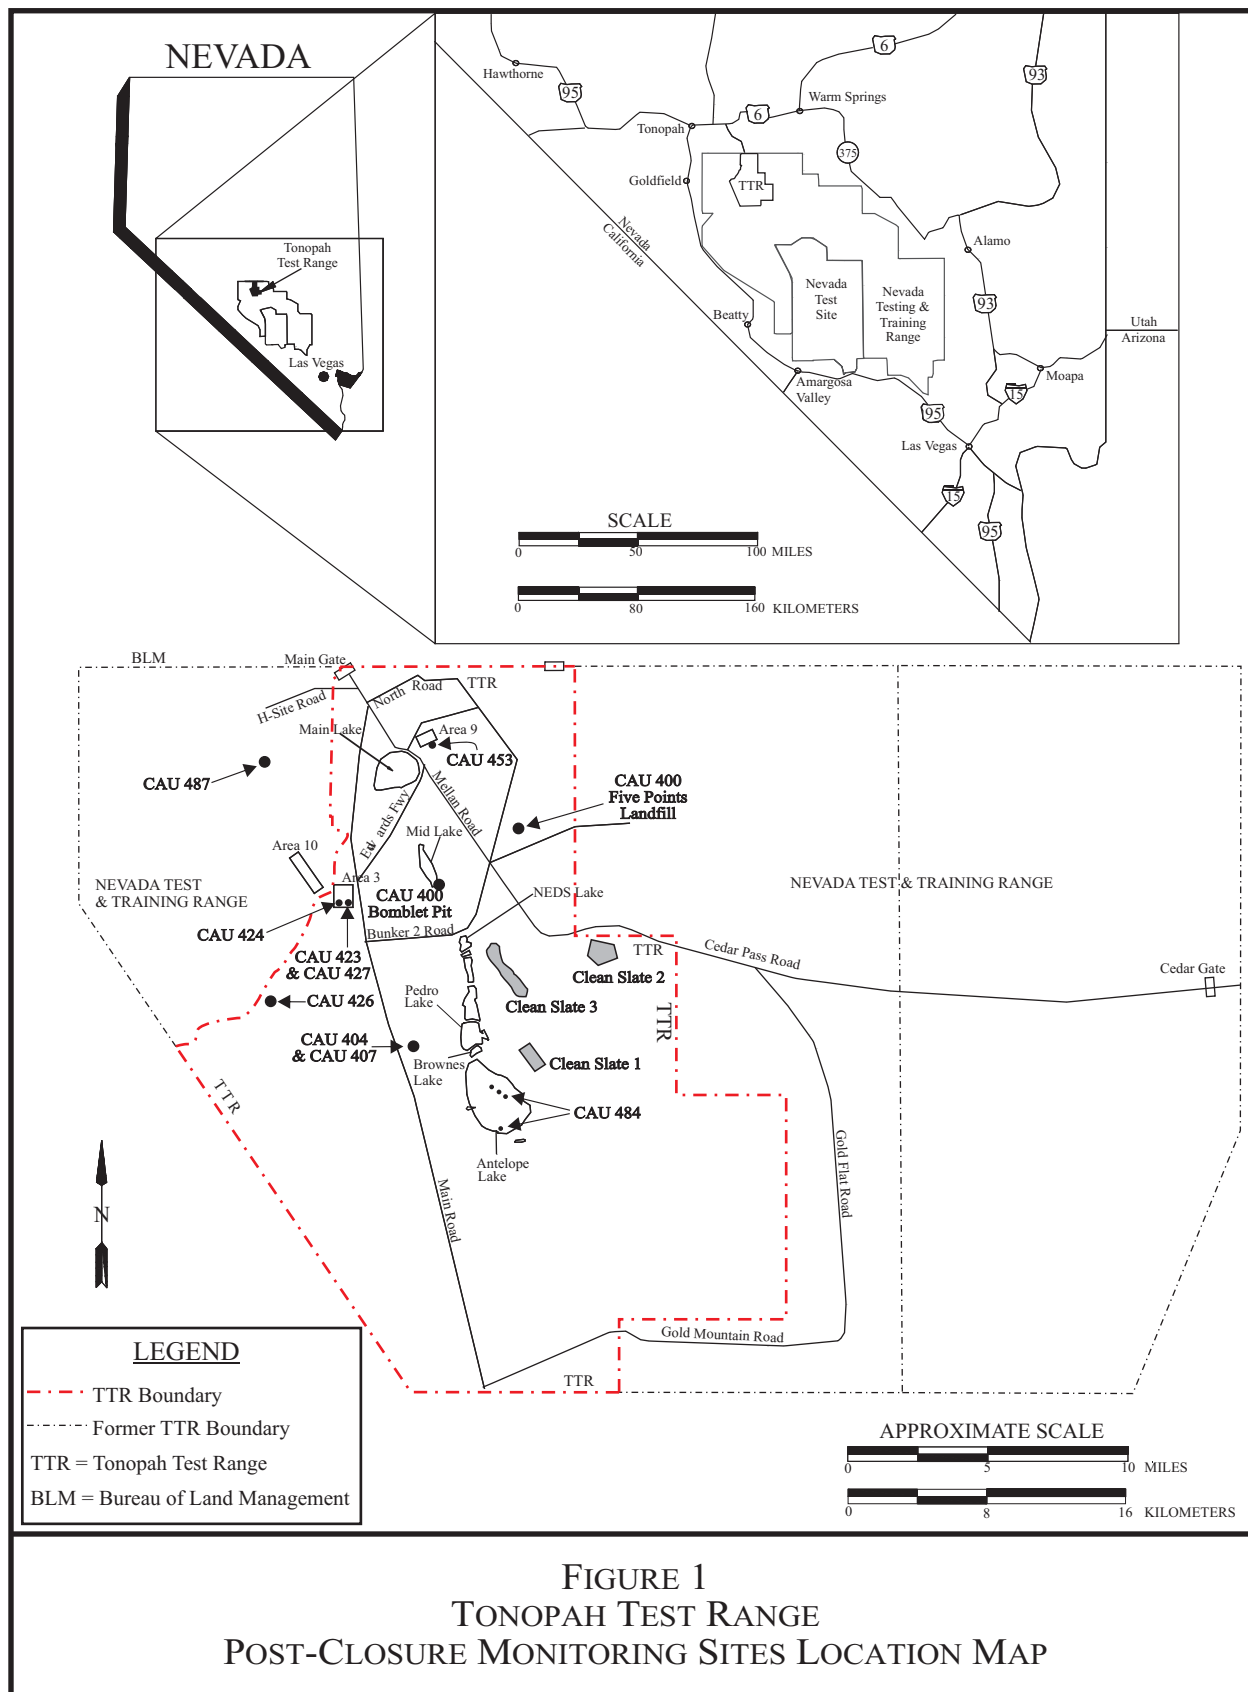 NEVADA
Tonopah
Test Range
Las Vegas
6
93
Hawthorne
95
Warm Springs
6
Tonopah
375
Goldfield
TTR
Nevada
California
Alamo
Nevada
Test
Site
Nevada
Testing &
Training
Range
93
Beatty
Utah
Arizona
Amargosa
Valley
Moapa
15
95
Las Vegas
15
95
SCALE
0
50
100
MILES
0
80
160
KILOMETERS
BLM
Main Gate
TTR
North Road
H-Site Road
Main Lake
Area 9
CAU 453
CAU 487
Mellan Road
CAU 400
Five Points
Landfill
Edwards Fwy
Mid Lake
Area 10
Area 3
NEVADA TEST
& TRAINING RANGE
CAU 400
Bomblet Pit
NEDS Lake
NEVADA TEST & TRAINING RANGE
CAU 424
Bunker 2 Road
CAU 423
& CAU 427
TTR
Cedar Pass Road
Cedar Gate
Clean Slate 2
CAU 426
Pedro
Lake
Clean Slate 3
TTR
CAU 404
& CAU 407
Brownes
Lake
Clean Slate 1
TTR
CAU 484
Antelope
Lake
Gold Flat Road
Main Road
N
Gold Mountain Road
TTR
LEGEND
TTR Boundary
Former TTR Boundary
TTR = Tonopah Test Range
BLM = Bureau of Land Management
APPROXIMATE SCALE
0
5
10
MILES
0
8
16
KILOMETERS
FIGURE 1
TONOPAH TEST RANGE
POST-CLOSURE MONITORING SITES LOCATION MAP